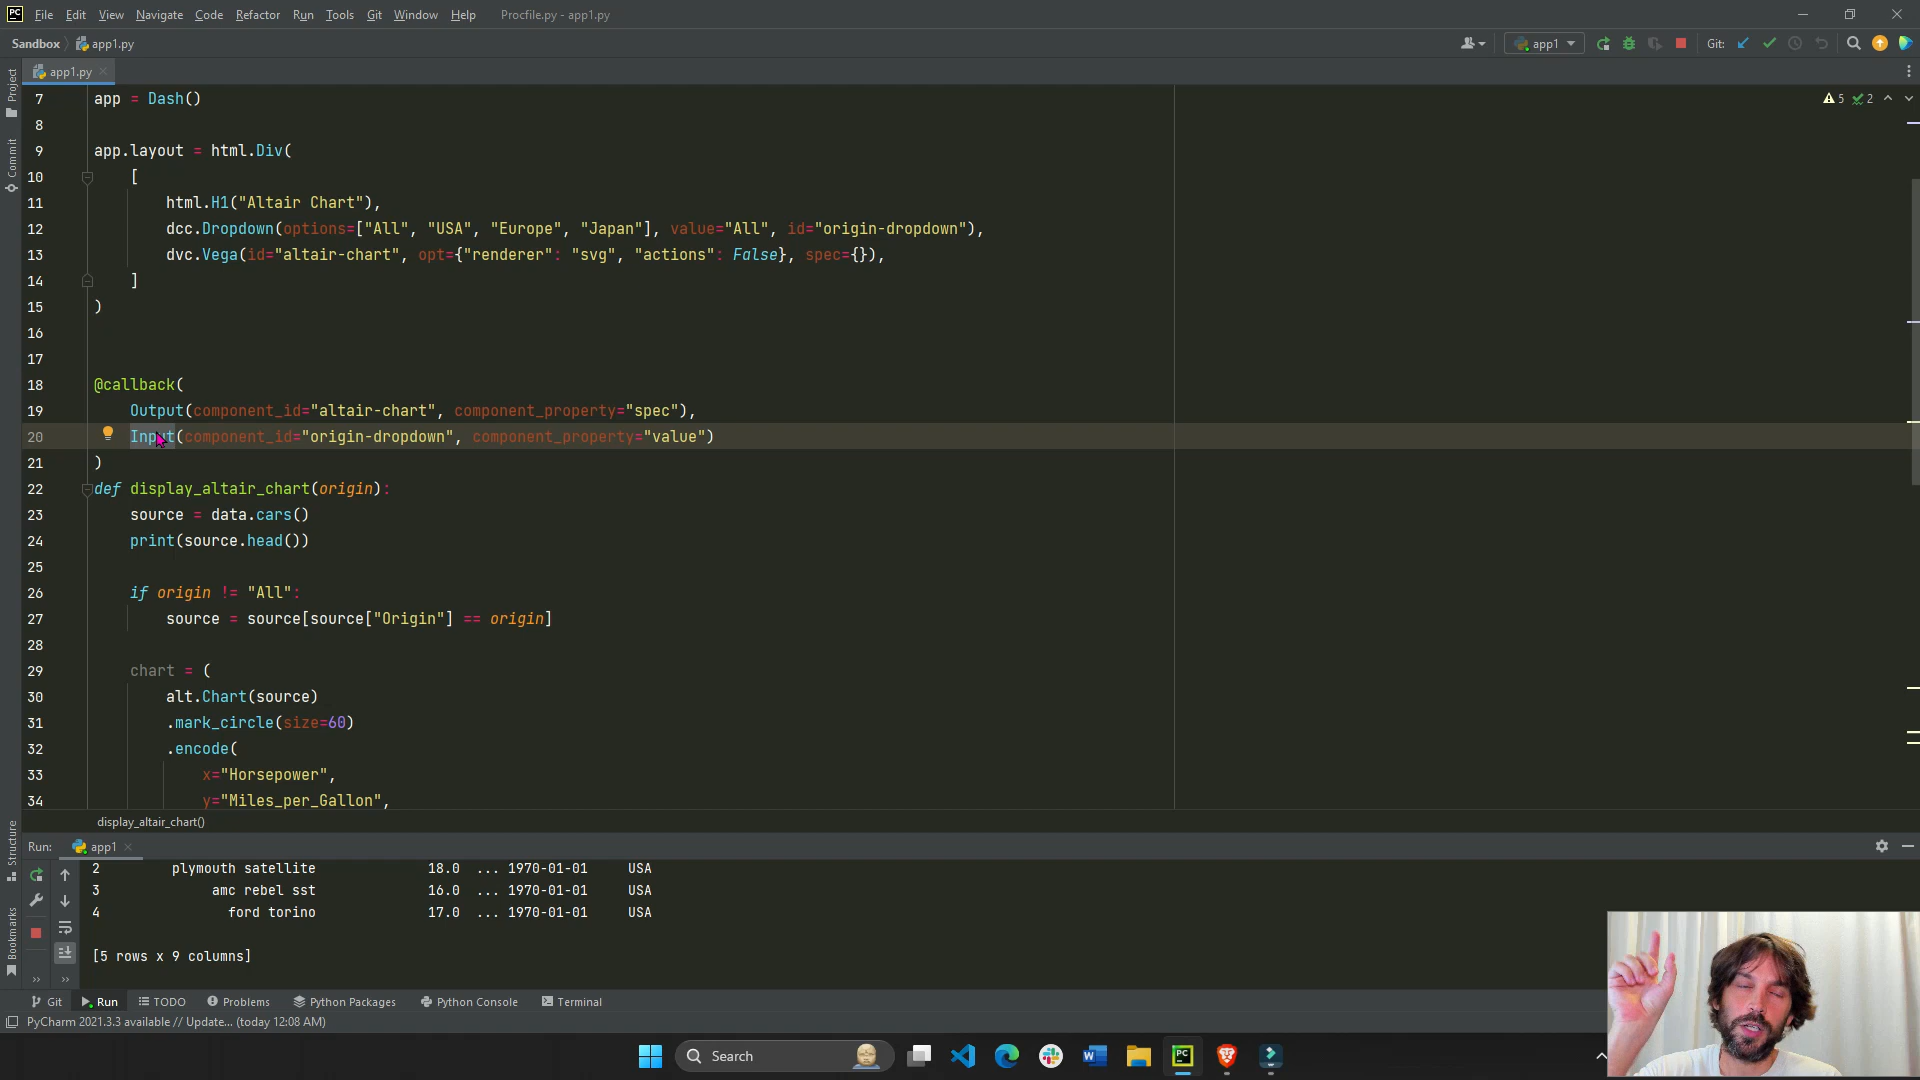 PC File Edit View Navigate Code Refactor Run Tools Git Window Help Procfile.py - app1.py
Sandbox app1.py app1 Git:
app1.py
Project
Commit
Structure
Bookmarks
5 2
7 app = Dash()
8
9 app.layout = html.Div(
10 [
11 html.H1("Altair Chart"),
12 dcc.Dropdown(options=["All", "USA", "Europe", "Japan"], value="All", id="origin-dropdown"),
13 dvc.Vega(id="altair-chart", opt={"renderer": "svg", "actions": False}, spec={}),
14 ]
15 )
16
17
18 @callback(
19 Output(component_id="altair-chart", component_property="spec"),
20 Input(component_id="origin-dropdown", component_property="value")
21 )
22 def display_altair_chart(origin):
23 source = data.cars()
24 print(source.head())
25
26 if origin != "All":
27 source = source[source["Origin"] == origin]
28
29 chart = (
30 alt.Chart(source)
31 .mark_circle(size=60)
32 .encode(
33 x="Horsepower",
34 y="Miles_per_Gallon",
display_altair_chart()
Run: app1
2 plymouth satellite 18.0 ... 1970-01-01 USA
3 amc rebel sst 16.0 ... 1970-01-01 USA
4 ford torino 17.0 ... 1970-01-01 USA
[5 rows x 9 columns]
Git Run TODO Problems Python Packages Python Console Terminal
PyCharm 2021.3.3 available // Update... (today 12:08 AM)
Search PC